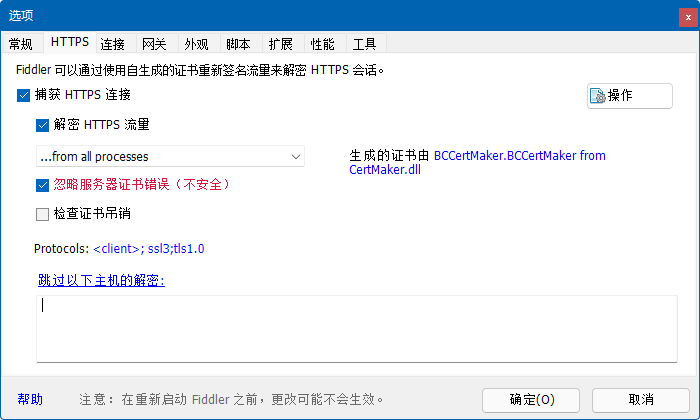 选项
x
常规 HTTPS 连接 网关 外观 脚本 扩展 性能 工具
Fiddler 可以通过使用自生成的证书重新签名流量来解密 HTTPS 会话。
捕获 HTTPS 连接
操作
解密 HTTPS 流量
...from all processes
生成的证书由 BCCertMaker.BCCertMaker from
CertMaker.dll
忽略服务器证书错误（不安全）
检查证书吊销
Protocols: <client>; ssl3;tls1.0
跳过以下主机的解密:
帮助 注意：在重新启动 Fiddler 之前，更改可能不会生效。 确定(O) 取消